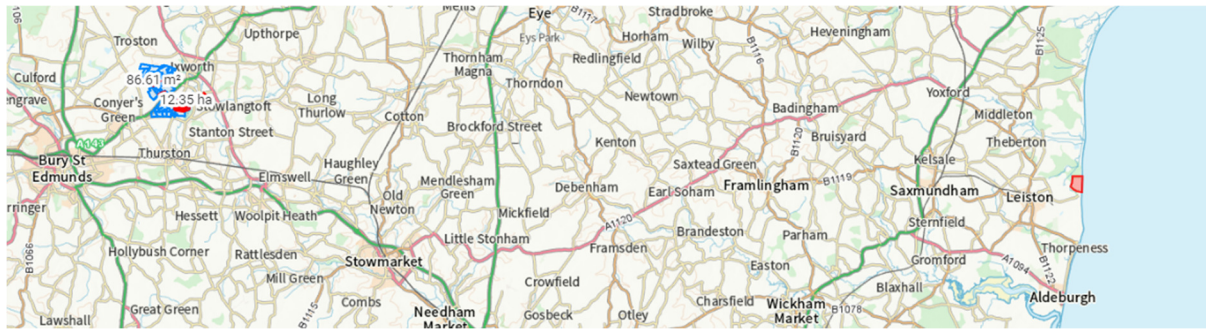 B106
Troston
Upthorpe
Mellis
Eye
B1117
Stradbroke
Heveningham
B1125
Eys Park
Horham
Wilby
B1116
Redlingfield
Culford
Ixworth
Thornham
Magna
Thorndon
86.61 m²
engrave
Conyer's
Green
12.35 ha
Stowlangtoft
Long
Thurlow
Cotton
Newtown
Badingham
Yoxford
Middleton
Stanton Street
Brockford Street
Kenton
B1120
Bruisyard
Theberton
A143
Thurston
Bury St
Edmunds
Haughley
Green
Saxtead Green
Kelsale
Elmswell
Mendlesham
Green
Debenham
Earl Soham
Framlingham
B1119
Saxmundham
Leiston
rringer
Old
Newton
Hessett
Woolpit Heath
Mickfield
A1120
Brandeston
Parham
Sternfield
B1066
Hollybush Corner
Rattlesden
Little Stonham
Framsden
Thorpeness
Stowmarket
Easton
Gromford
A1094
B1122
Mill Green
Crowfield
Blaxhall
Great Green
B1115
Combs
Charsfield
Wickham
Market
Aldeburgh
Lawshall
Needham
Market
Gosbeck
Otley
B1078